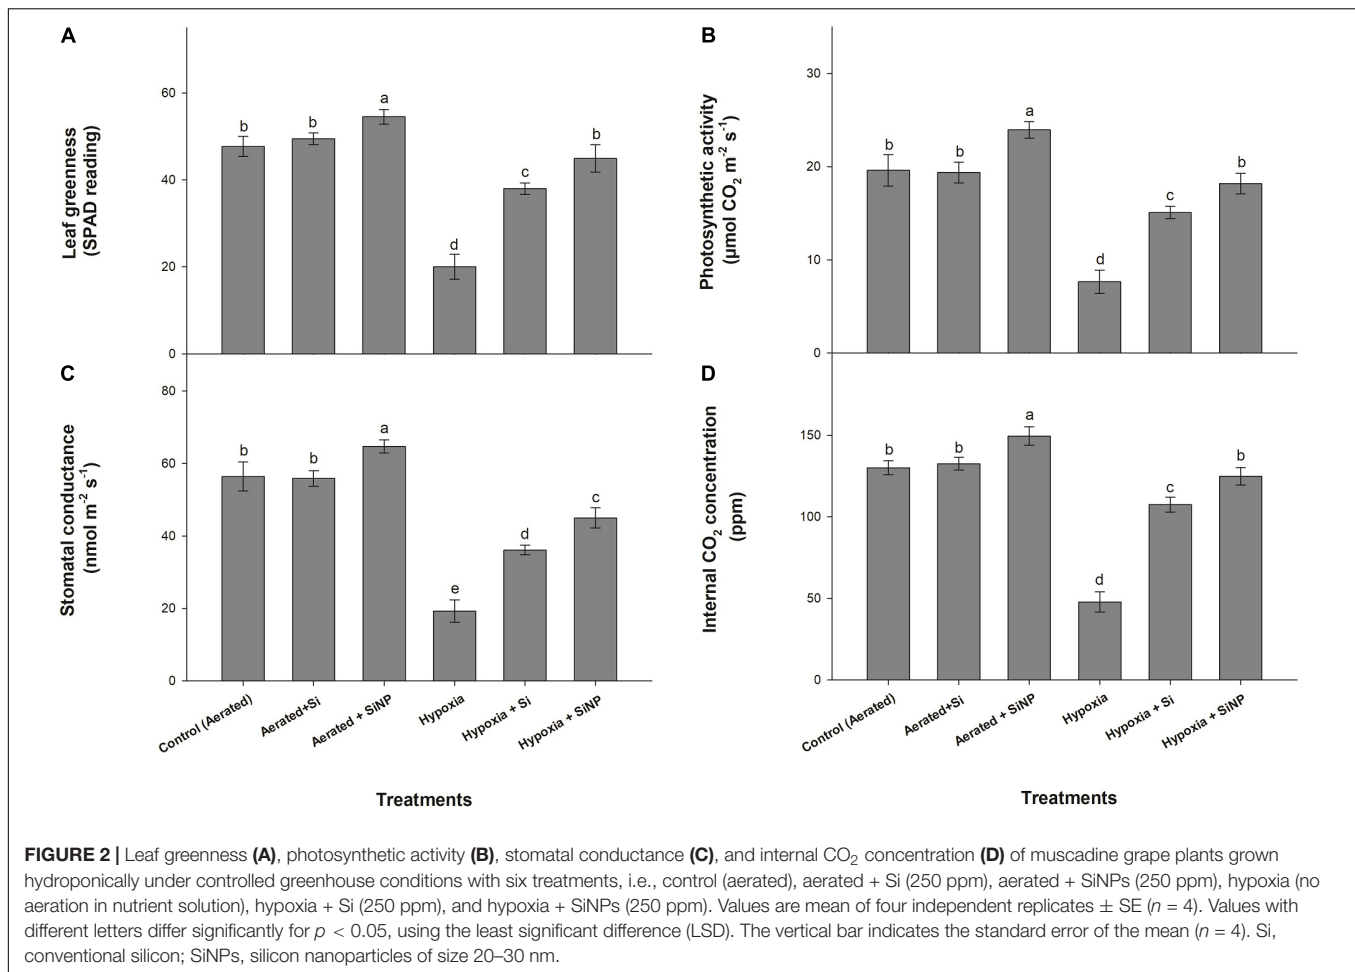 A
Leaf greenness
(SPAD reading)
60
40
20
0
b
b
a
d
c
b
B
Photosynthetic activity
(µmol CO₂ m⁻² s⁻¹)
30
20
10
0
b
b
a
d
c
b
C
Stomatal conductance
(nmol m⁻² s⁻¹)
80
60
40
20
0
b
b
a
e
d
c
Control (Aerated)
Aerated+Si
Aerated + SiNP
Hypoxia
Hypoxia + Si
Hypoxia + SiNP
Treatments
D
Internal CO₂ concentration
(ppm)
150
100
50
0
b
b
a
d
c
b
Control (Aerated)
Aerated+Si
Aerated + SiNP
Hypoxia
Hypoxia + Si
Hypoxia + SiNP
Treatments
FIGURE 2 | Leaf greenness (A), photosynthetic activity (B), stomatal conductance (C), and internal CO₂ concentration (D) of muscadine grape plants grown
hydroponically under controlled greenhouse conditions with six treatments, i.e., control (aerated), aerated + Si (250 ppm), aerated + SiNPs (250 ppm), hypoxia (no
aeration in nutrient solution), hypoxia + Si (250 ppm), and hypoxia + SiNPs (250 ppm). Values are mean of four independent replicates ± SE (n = 4). Values with
different letters differ significantly for p < 0.05, using the least significant difference (LSD). The vertical bar indicates the standard error of the mean (n = 4). Si,
conventional silicon; SiNPs, silicon nanoparticles of size 20–30 nm.